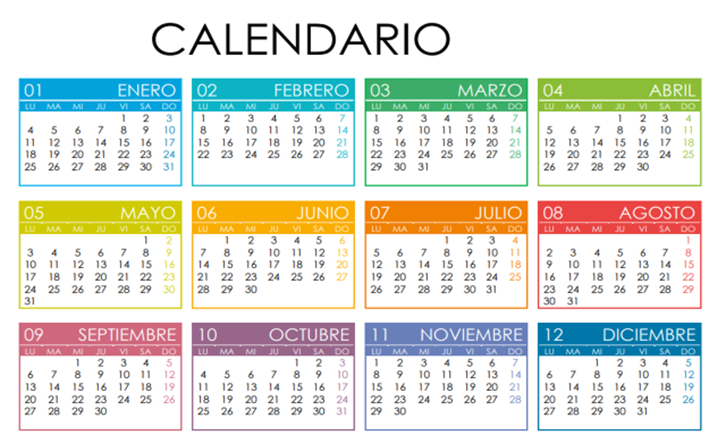 CALENDARIO
01 ENERO
LU MA MI JU VI SA DO
1 2 3
4 5 6 7 8 9 10
11 12 13 14 15 16 17
18 19 20 21 22 23 24
25 26 27 28 29 30 31
02 FEBRERO
LU MA MI JU VI SA DO
1 2 3 4 5 6 7
8 9 10 11 12 13 14
15 16 17 18 19 20 21
22 23 24 25 26 27 28
03 MARZO
LU MA MI JU VI SA DO
1 2 3 4 5 6 7
8 9 10 11 12 13 14
15 16 17 18 19 20 21
22 23 24 25 26 27 28
29 30 31
04 ABRIL
LU MA MI JU VI SA DO
1 2 3 4
5 6 7 8 9 10 11
12 13 14 15 16 17 18
19 20 21 22 23 24 25
26 27 28 29 30
05 MAYO
LU MA MI JU VI SA DO
1 2
3 4 5 6 7 8 9
10 11 12 13 14 15 16
17 18 19 20 21 22 23
24 25 26 27 28 29 30
31
06 JUNIO
LU MA MI JU VI SA DO
1 2 3 4 5 6
7 8 9 10 11 12 13
14 15 16 17 18 19 20
21 22 23 24 25 26 27
28 29 30
07 JULIO
LU MA MI JU VI SA DO
1 2 3 4
5 6 7 8 9 10 11
12 13 14 15 16 17 18
19 20 21 22 23 24 25
26 27 28 29 30 31
08 AGOSTO
LU MA MI JU VI SA DO
1
2 3 4 5 6 7 8
9 10 11 12 13 14 15
16 17 18 19 20 21 22
23 24 25 26 27 28 29
30 31
09 SEPTIEMBRE
LU MA MI JU VI SA DO
1 2 3 4 5
6 7 8 9 10 11 12
13 14 15 16 17 18 19
20 21 22 23 24 25 26
27 28 29 30
10 OCTUBRE
LU MA MI JU VI SA DO
1 2 3
4 5 6 7 8 9 10
11 12 13 14 15 16 17
18 19 20 21 22 23 24
25 26 27 28 29 30 31
11 NOVIEMBRE
LU MA MI JU VI SA DO
1 2 3 4 5 6 7
8 9 10 11 12 13 14
15 16 17 18 19 20 21
22 23 24 25 26 27 28
29 30
12 DICIEMBRE
LU MA MI JU VI SA DO
1 2 3 4 5
6 7 8 9 10 11 12
13 14 15 16 17 18 19
20 21 22 23 24 25 26
27 28 29 30 31